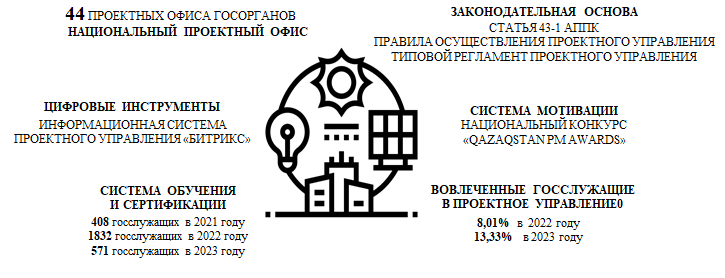 44 ПРОЕКТНЫХ ОФИСА ГОСОРГАНОВ
НАЦИОНАЛЬНЫЙ ПРОЕКТНЫЙ ОФИС
ЗАКОНОДАТЕЛЬНАЯ ОСНОВА
СТАТЬЯ 43-1 АППК
ПРАВИЛА ОСУЩЕСТВЛЕНИЯ ПРОЕКТНОГО УПРАВЛЕНИЯ
ТИПОВОЙ РЕГЛАМЕНТ ПРОЕКТНОГО УПРАВЛЕНИЯ
ЦИФРОВЫЕ ИНСТРУМЕНТЫ
ИНФОРМАЦИОННАЯ СИСТЕМА
ПРОЕКТНОГО УПРАВЛЕНИЯ «БИТРИКС»
СИСТЕМА МОТИВАЦИИ
НАЦИОНАЛЬНЫЙ КОНКУРС
«QAZAQSTAN PM AWARDS»
СИСТЕМА ОБУЧЕНИЯ
И СЕРТИФИКАЦИИ
408 госслужащих в 2021 году
1832 госслужащих в 2022 году
571 госслужащих в 2023 году
ВОВЛЕЧЕННЫЕ ГОССЛУЖАЩИЕ
В ПРОЕКТНОЕ УПРАВЛЕНИЕ0
8,01% в 2022 году
13,33% в 2023 году